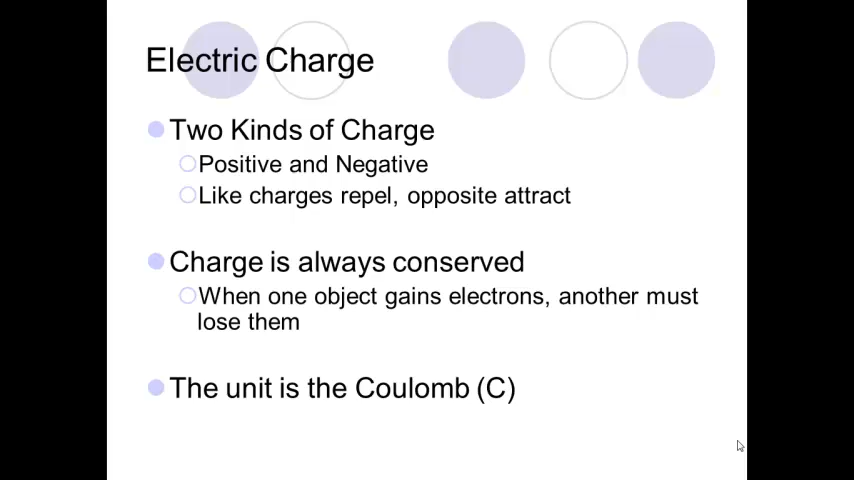 Electric Charge
Two Kinds of Charge
Positive and Negative
Like charges repel, opposite attract
Charge is always conserved
When one object gains electrons, another must
lose them
The unit is the Coulomb (C)